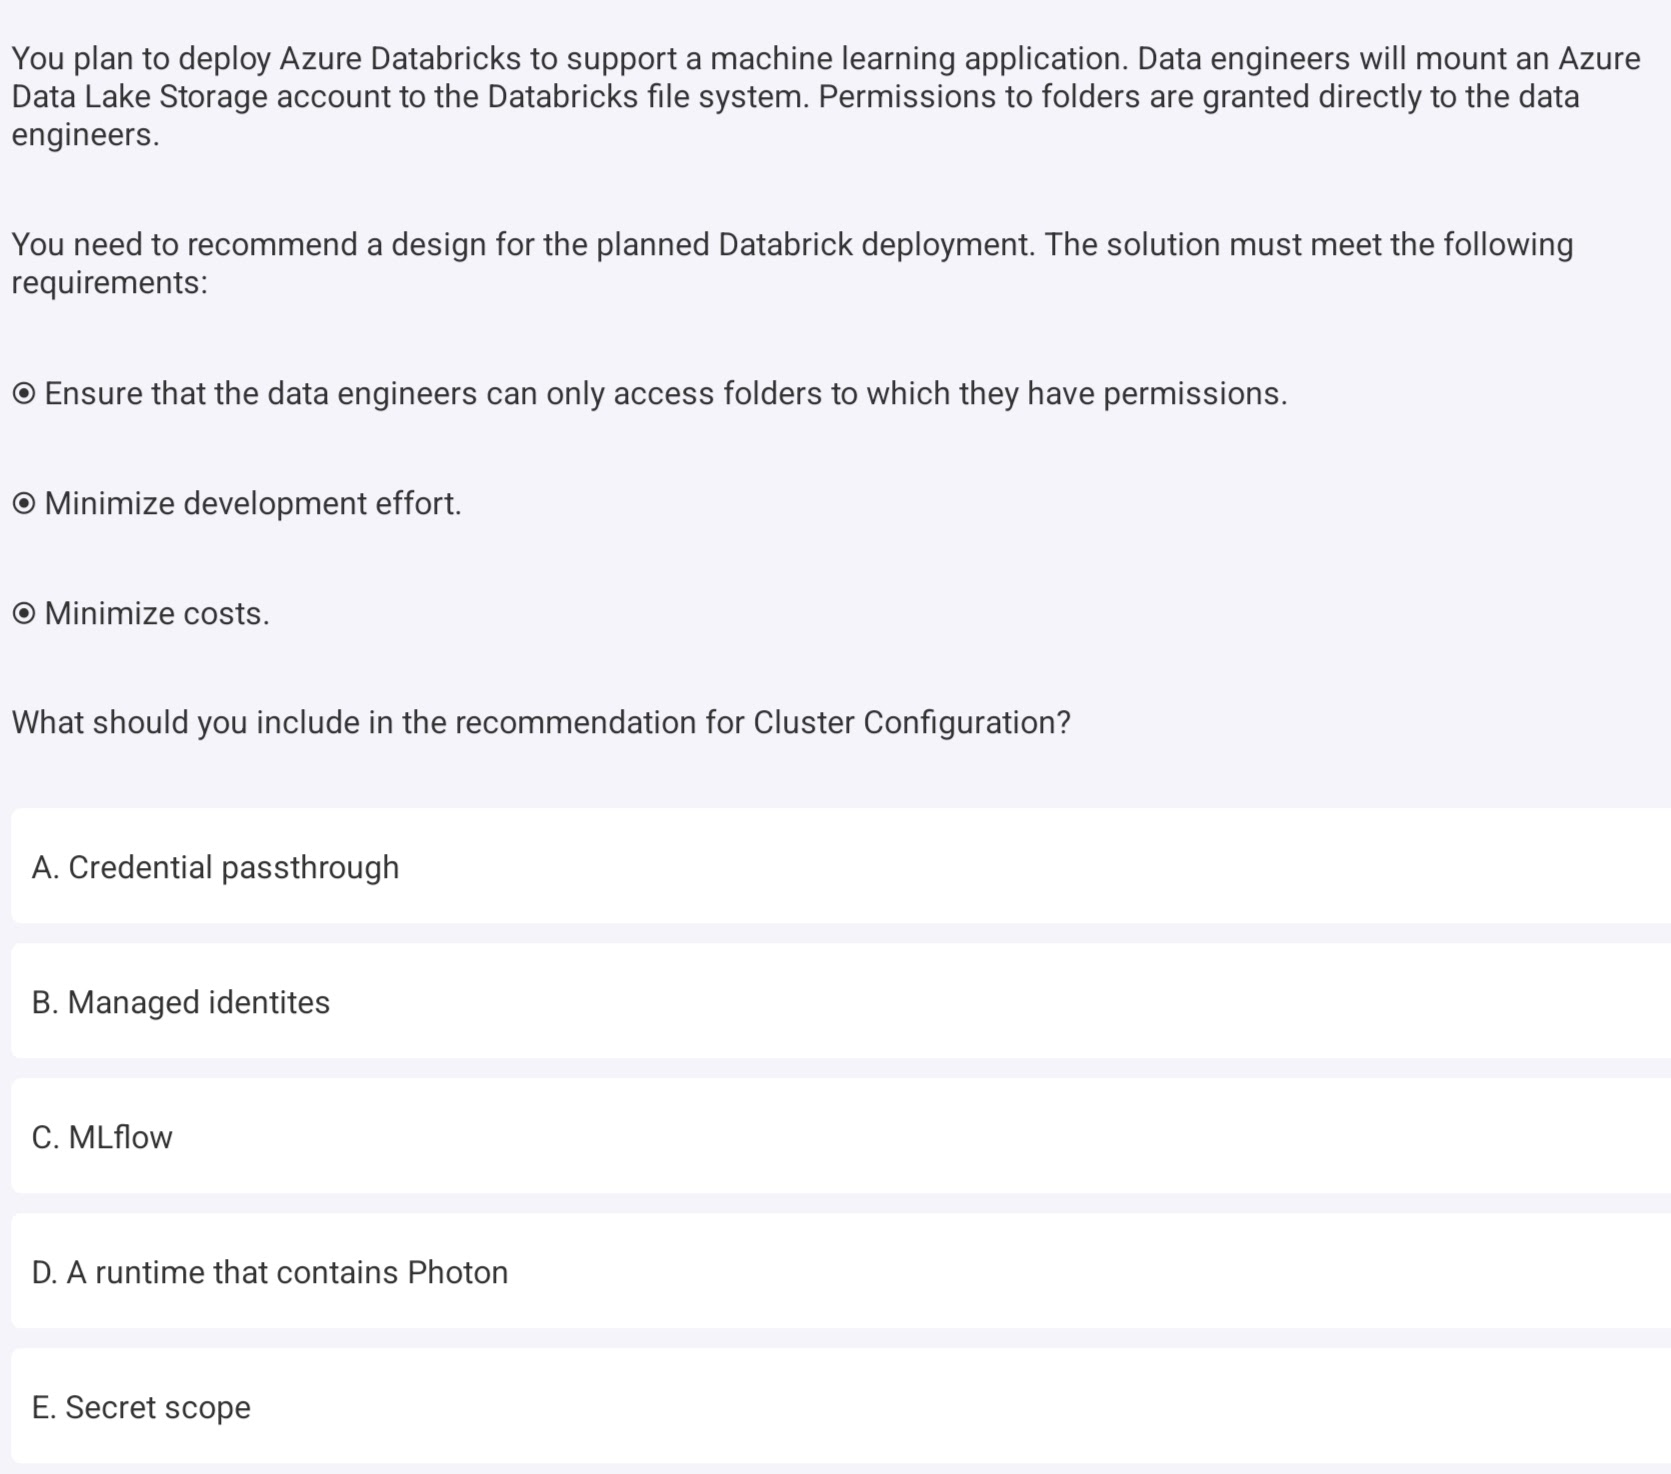 You plan to deploy Azure Databricks to support a machine learning application. Data engineers will mount an Azure
Data Lake Storage account to the Databricks file system. Permissions to folders are granted directly to the data
engineers.
You need to recommend a design for the planned Databrick deployment. The solution must meet the following
requirements:
Ensure that the data engineers can only access folders to which they have permissions.
Minimize development effort.
Minimize costs.
What should you include in the recommendation for Cluster Configuration?
A. Credential passthrough
B. Managed identites
C. MLflow
D. A runtime that contains Photon
E. Secret scope